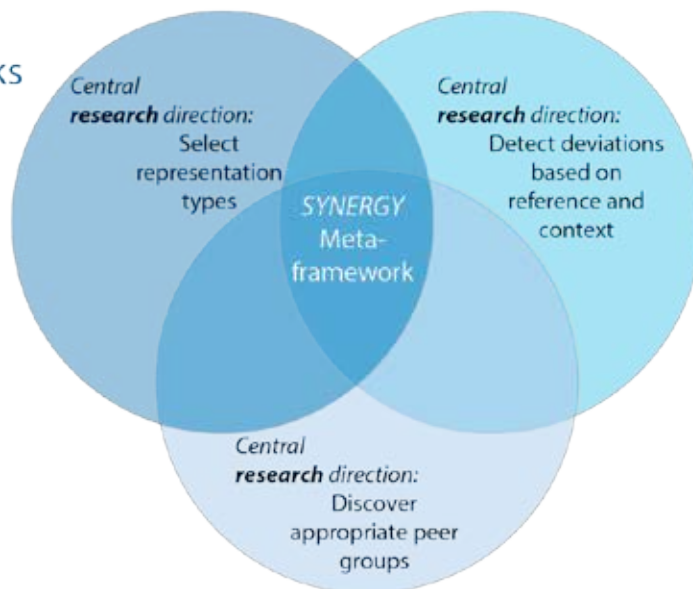 Central
research direction:
Select
representation
types
Central
research direction:
Detect deviations
based on
reference and
context
SYNERGY
Meta-
framework
Central
research direction:
Discover
appropriate peer
groups